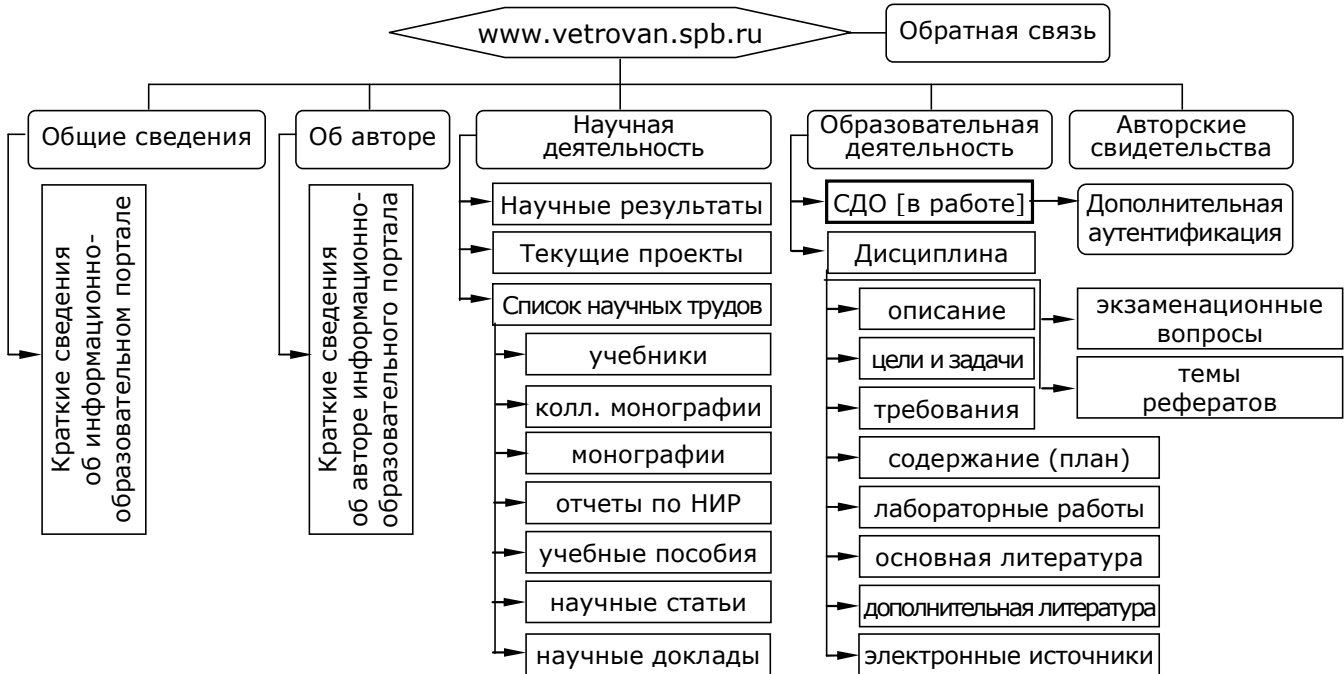 www.vetrovan.spb.ru
Обратная связь
Общие сведения
Об авторе
Научная
деятельность
Образовательная
деятельность
Авторские
свидетельства
Краткие сведения
об информационно-
образовательном портале
Краткие сведения
об авторе информационно-
образовательного портала
Научные результаты
Текущие проекты
Список научных трудов
учебники
колл. монографии
монографии
отчеты по НИР
учебные пособия
научные статьи
научные доклады
СДО [в работе]
Дополнительная
аутентификация
Дисциплина
описание
цели и задачи
требования
содержание (план)
лабораторные работы
основная литература
дополнительная литература
электронные источники
экзаменационные
вопросы
темы
рефератов